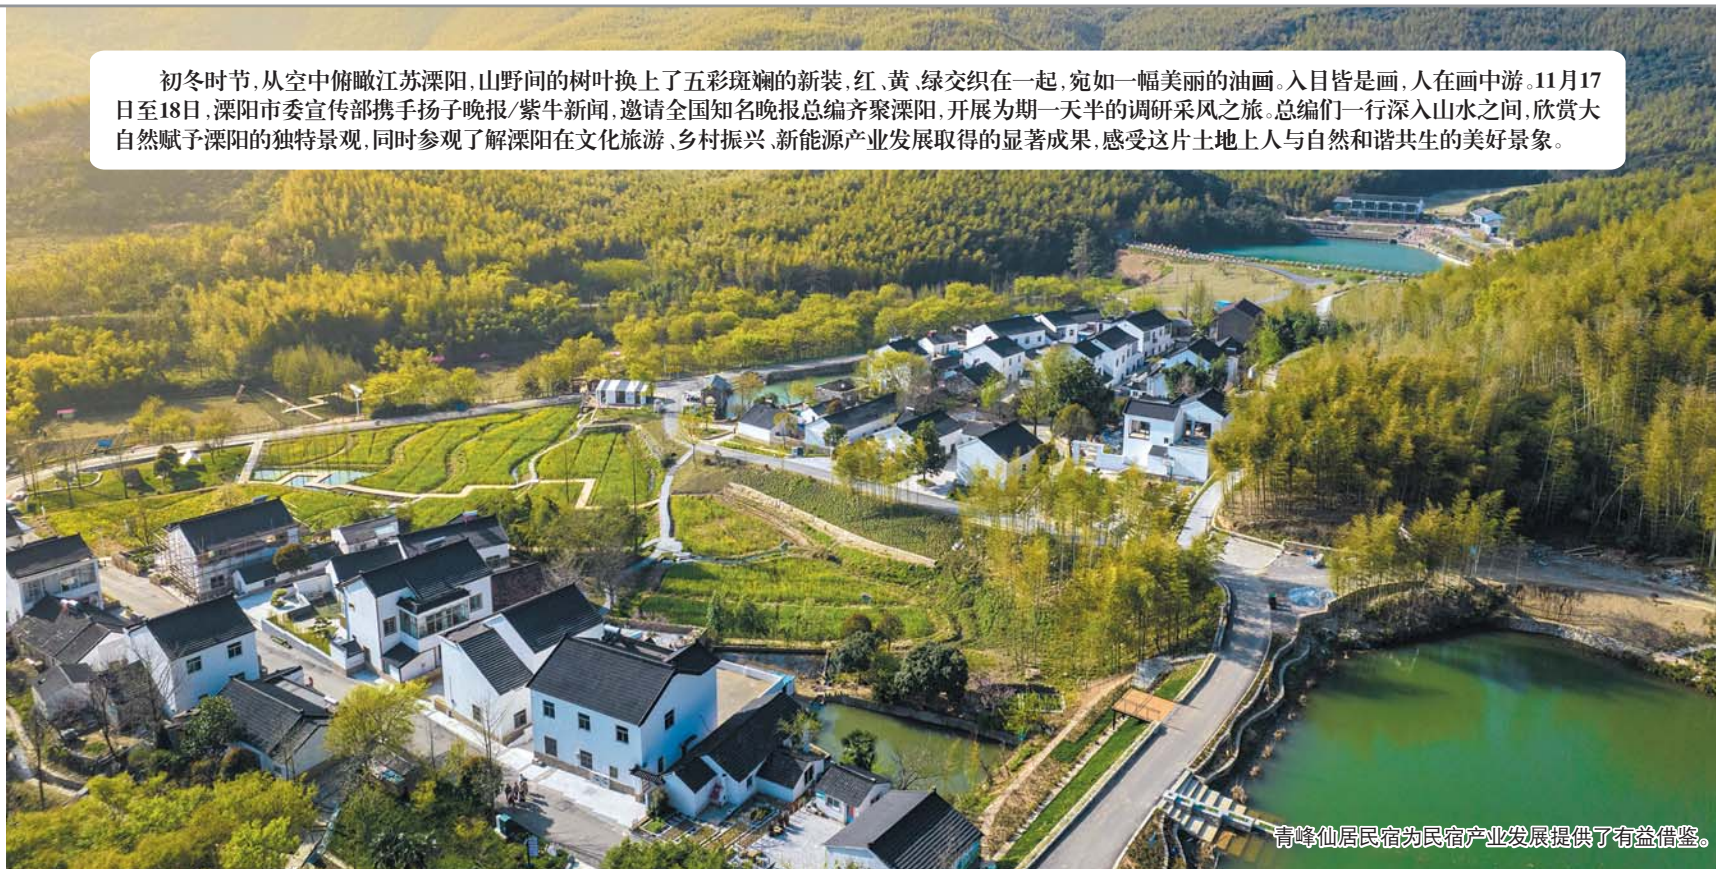 初冬时节,从空中俯瞰江苏溧阳,山野间的树叶换上了五彩斑斓的新装,红、黄、绿交织在一起,宛如一幅美丽的油画。入目皆是画,人在画中游。11月17
日至18日,溧阳市委宣传部携手扬子晚报/紫牛新闻,邀请全国知名晚报总编齐聚溧阳,开展为期一天半的调研采风之旅。总编们一行深入山水之间,欣赏大
自然赋予溧阳的独特景观,同时参观了解溧阳在文化旅游、乡村振兴、新能源产业发展取得的显著成果,感受这片土地上人与自然和谐共生的美好景象。
青峰仙居民宿为民宿产业发展提供了有益借鉴。